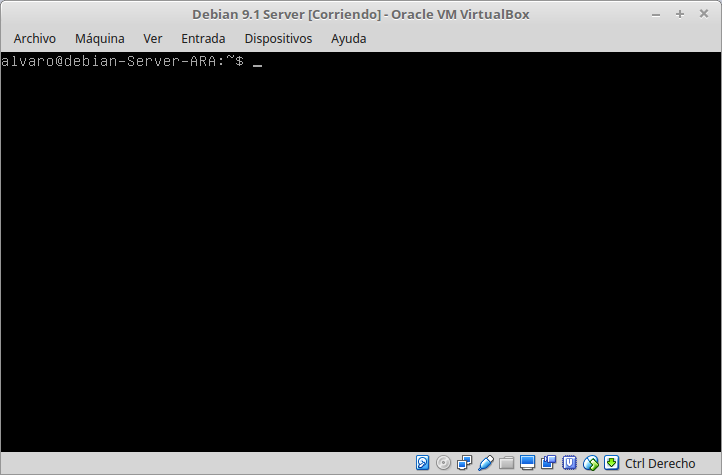 Debian 9.1 Server [Corriendo] - Oracle VM VirtualBox
Archivo Máquina Ver Entrada Dispositivos Ayuda
alvaro@debian-Server-ARA:~$ _
Ctrl Derecho